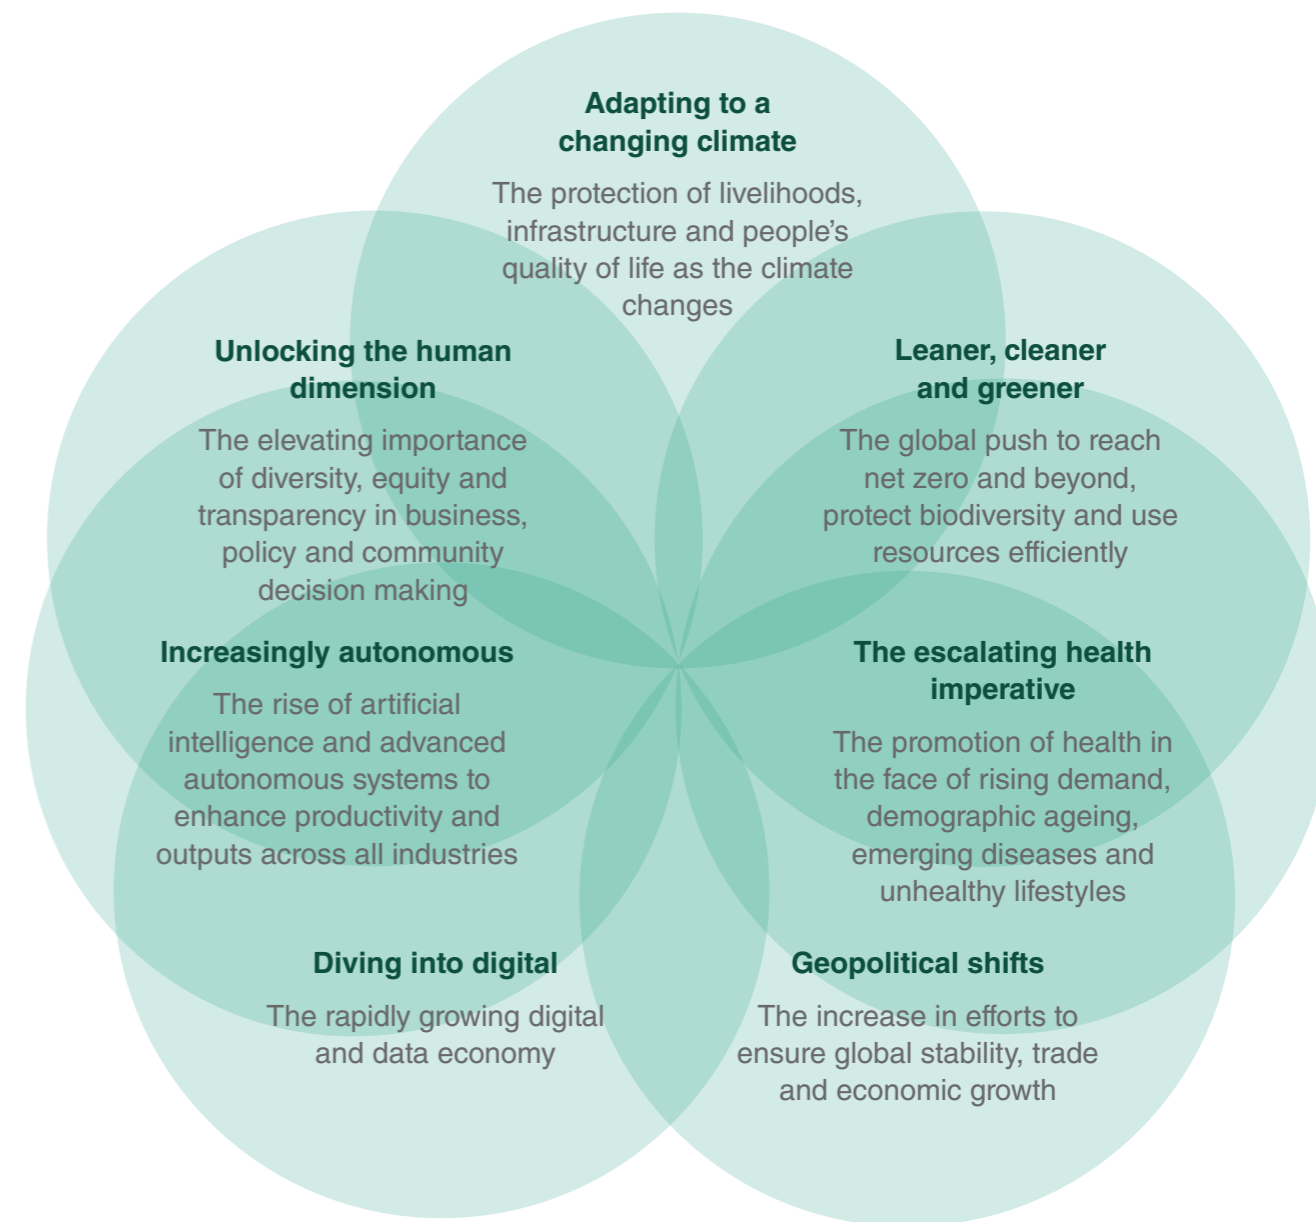 Adapting to a
changing climate
The protection of livelihoods,
infrastructure and people’s
quality of life as the climate
changes
Unlocking the human
dimension
The elevating importance
of diversity, equity and
transparency in business,
policy and community
decision making
Leaner, cleaner
and greener
The global push to reach
net zero and beyond,
protect biodiversity and use
resources efficiently
Increasingly autonomous
The rise of artificial
intelligence and advanced
autonomous systems to
enhance productivity and
outputs across all industries
The escalating health
imperative
The promotion of health in
the face of rising demand,
demographic ageing,
emerging diseases and
unhealthy lifestyles
Diving into digital
The rapidly growing digital
and data economy
Geopolitical shifts
The increase in efforts to
ensure global stability, trade
and economic growth